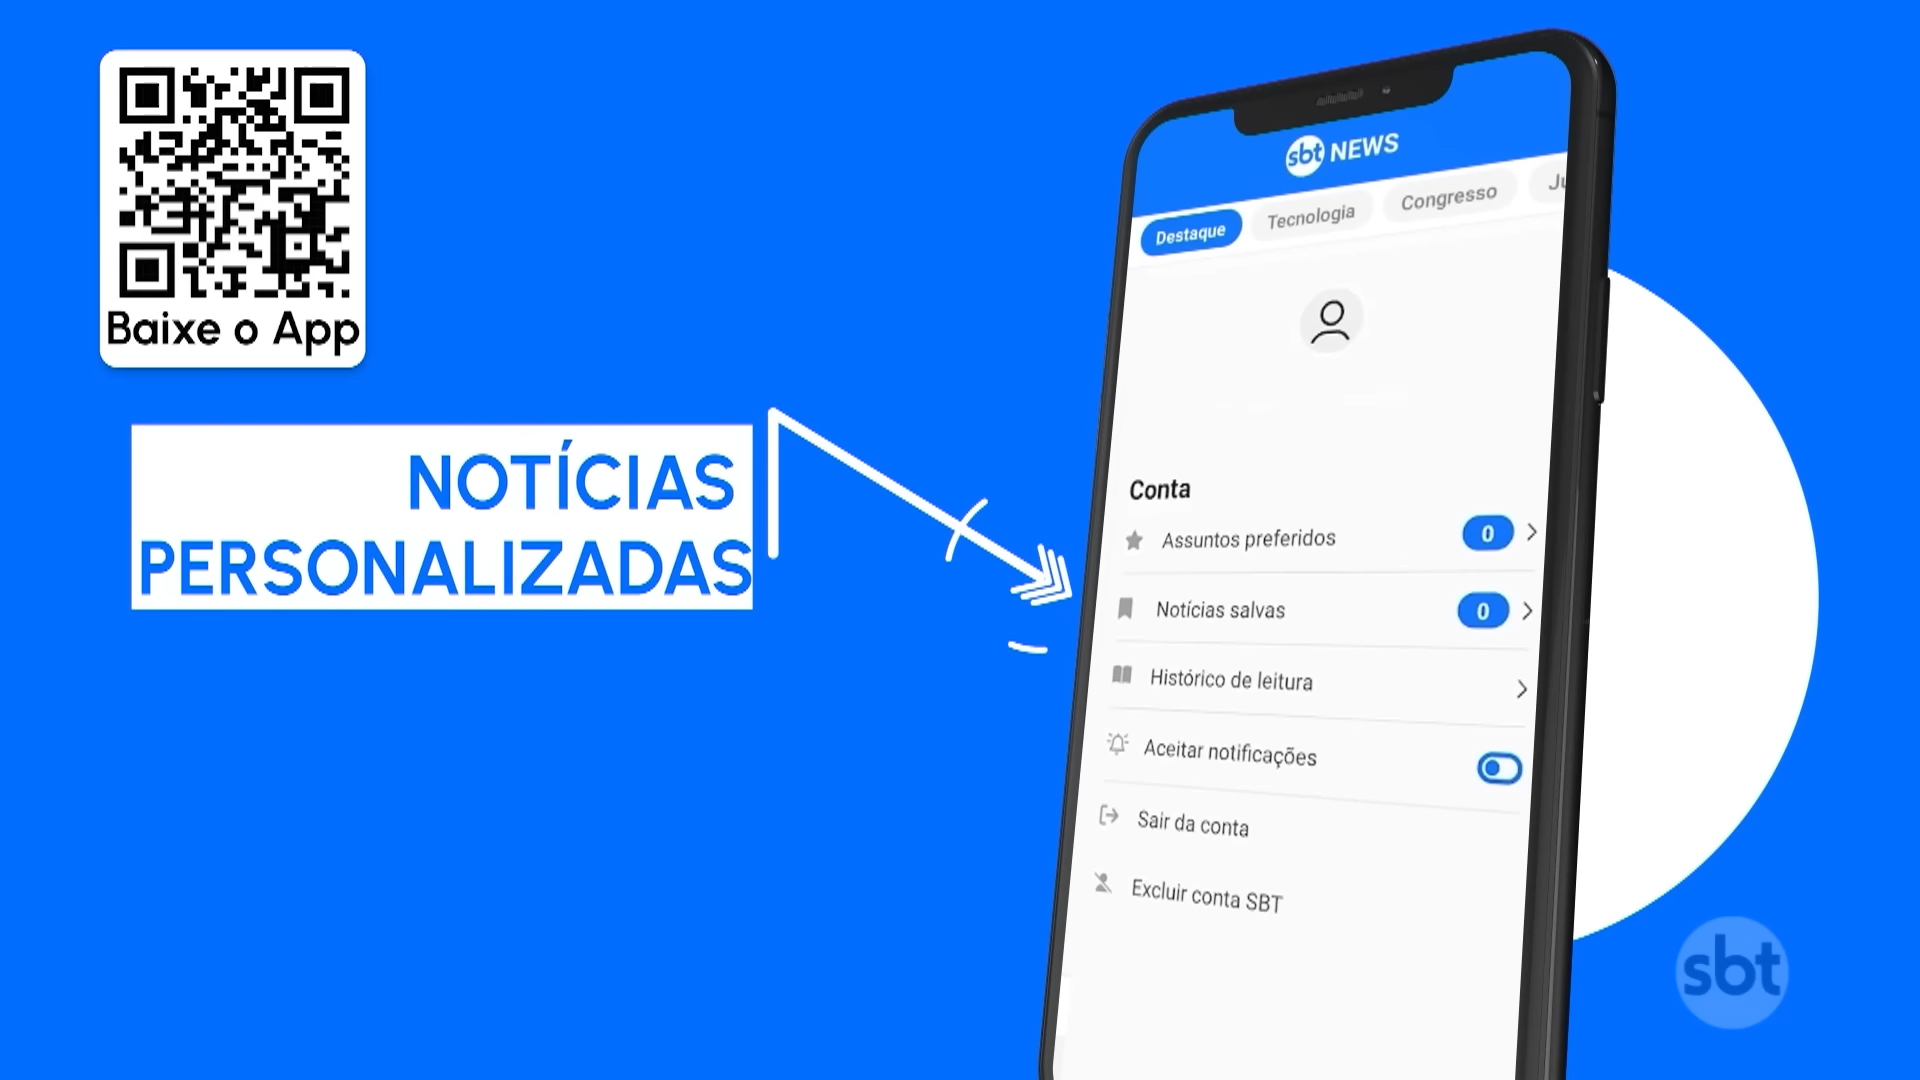 Baixe o App
NOTÍCIAS
PERSONALIZADAS
sbt NEWS
Destaque
Tecnologia
Congresso
Conta
Assuntos preferidos
0
Notícias salvas
0
Histórico de leitura
Aceitar notificações
Sair da conta
Excluir conta SBT
sbt